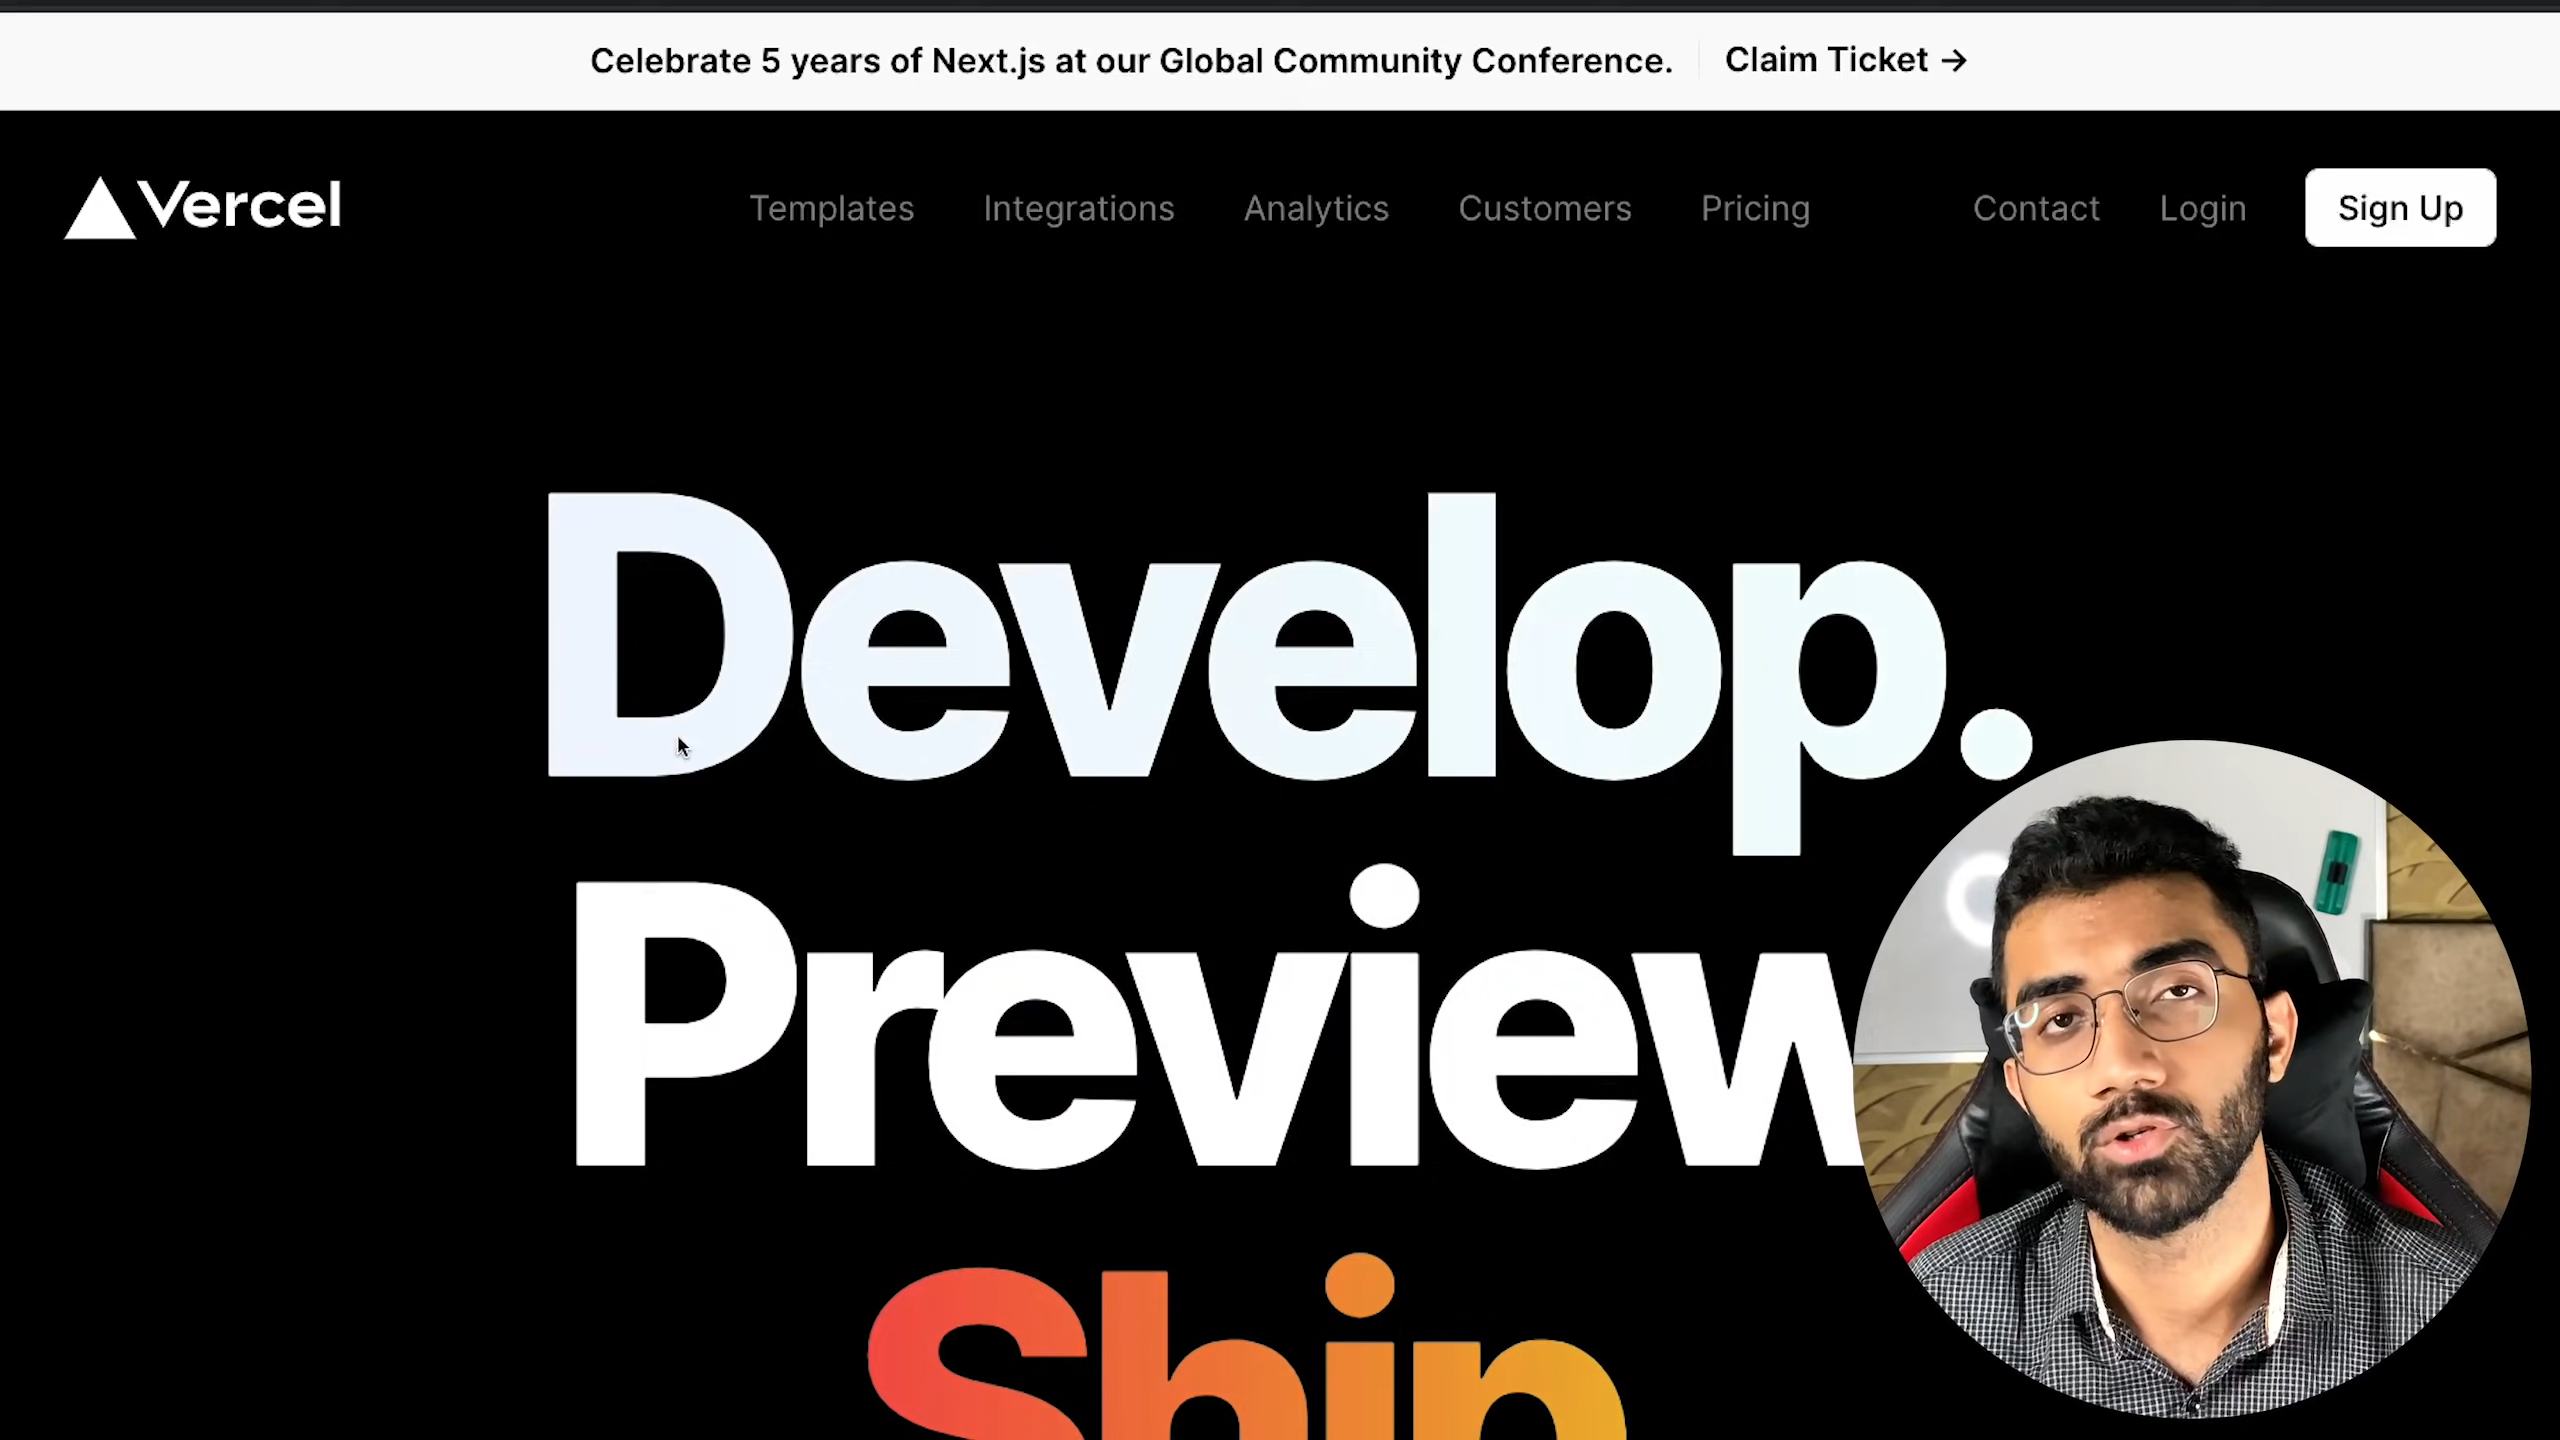 Celebrate 5 years of Next.js at our Global Community Conference. Claim Ticket →
Vercel Templates Integrations Analytics Customers Pricing Contact Login Sign Up
Develop.
Preview
Ship